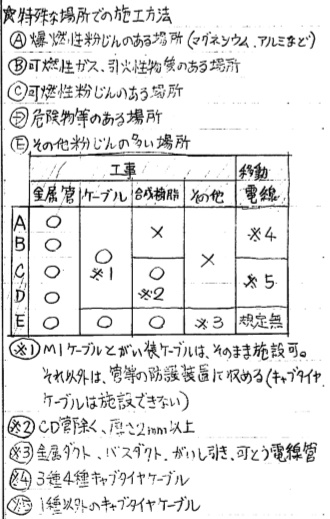 ☆特殊な場所での施工方法
Ⓐ爆燃性粉じんのある場所(マグネシウム、アルミなど)
Ⓑ可燃性ガス、引火性物質のある場所
Ⓒ可燃性粉じんのある場所
Ⓓ危険物等のある場所
Ⓔその他粉じんの多い場所
工事 移動電線
金属管 ケーブル 合成樹脂 その他
A ○ ○※1 × × ※4
B ○
C ○ ○※2 ※5
D ○
E ○ ○ ○ ※3 規定無
※1 MIケーブルとがい装ケーブルは、そのまま施設可。
それ以外は、管等の防護装置に収める(キャブタイヤ
ケーブルは施設できない)
※2 CD管除く、厚さ2mm以上
※3 金属ダクト、バスダクト、がいし引き、可とう電線管
※4 3種4種キャブタイヤケーブル
※5 1種以外のキャブタイヤケーブル